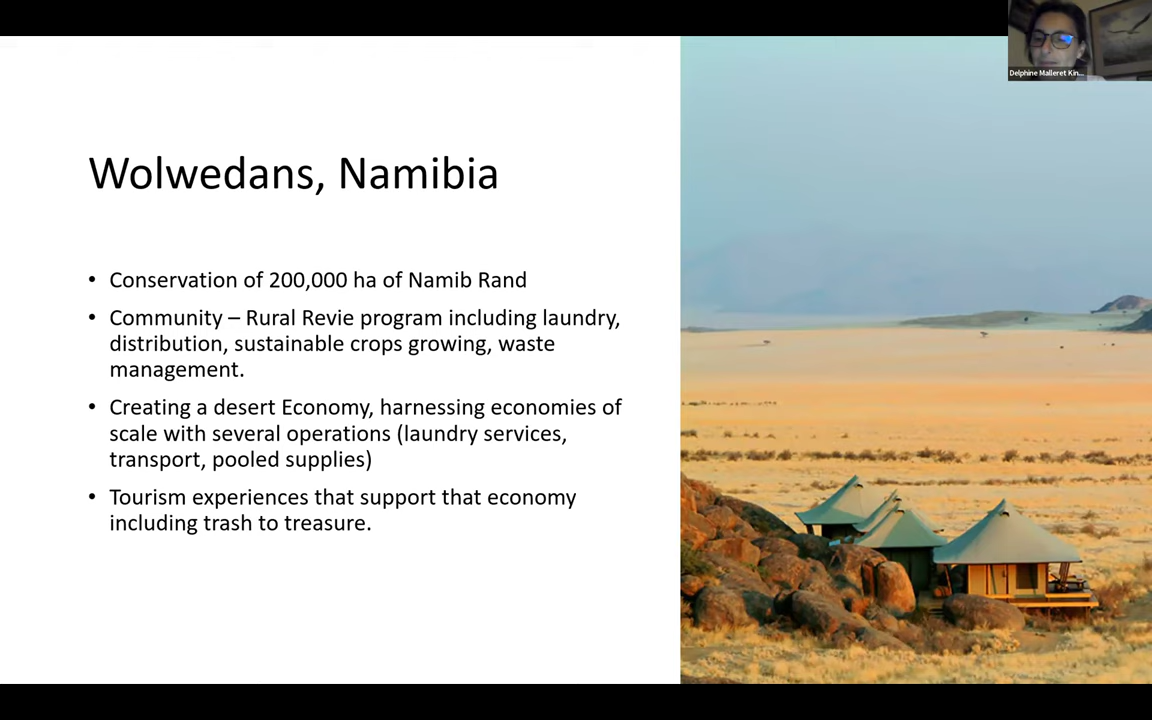 Delphine Malleret Kin...
Wolwedans, Namibia
• Conservation of 200,000 ha of Namib Rand
• Community – Rural Revie program including laundry,
distribution, sustainable crops growing, waste
management.
• Creating a desert Economy, harnessing economies of
scale with several operations (laundry services,
transport, pooled supplies)
• Tourism experiences that support that economy
including trash to treasure.